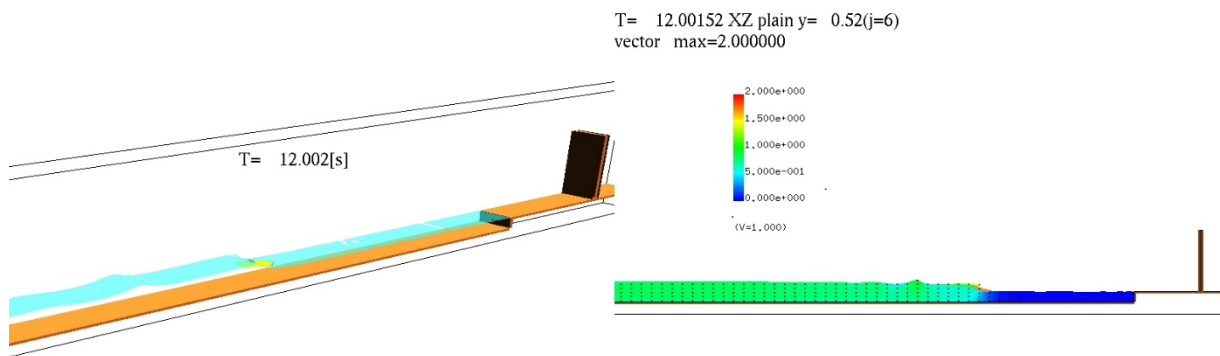 T= 12.002[s]
T= 12.00152 XZ plain y= 0.52(j=6)
vector max=2.000000
2.000e+000
1.500e+000
1.000e+000
5.000e-001
0.000e+000
(V=1.000)